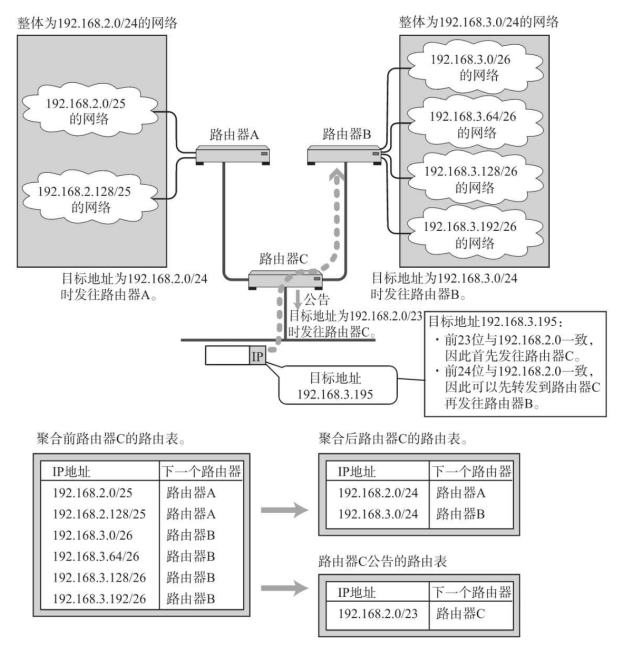 整体为192.168.2.0/24的网络
整体为192.168.3.0/24的网络
192.168.2.0/25
的网络
192.168.2.128/25
的网络
路由器A
路由器B
192.168.3.0/26
的网络
192.168.3.64/26
的网络
192.168.3.128/26
的网络
192.168.3.192/26
的网络
路由器C
目标地址为192.168.2.0/24
时发往路由器A。
目标地址为192.168.3.0/24
时发往路由器B。
公告
目标地址为192.168.2.0/23
时发往路由器C。
IP
目标地址
192.168.3.195
目标地址192.168.3.195：
·前23位与192.168.2.0一致，
因此首先发往路由器C。
·前24位与192.168.2.0一致，
因此可以先转发到路由器C
再发往路由器B。
聚合前路由器C的路由表。
IP地址 下一个路由器
192.168.2.0/25 路由器A
192.168.2.128/25 路由器A
192.168.3.0/26 路由器B
192.168.3.64/26 路由器B
192.168.3.128/26 路由器B
192.168.3.192/26 路由器B
聚合后路由器C的路由表。
IP地址 下一个路由器
192.168.2.0/24 路由器A
192.168.3.0/24 路由器B
路由器C公告的路由表
IP地址 下一个路由器
192.168.2.0/23 路由器C